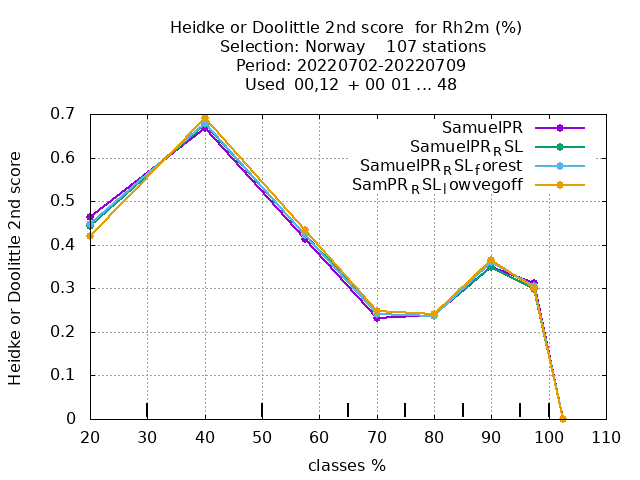 Heidke or Doolittle 2nd score  for Rh2m (%)
Selection: Norway    107 stations
Period: 20220702-20220709
Used  00,12  + 00 01 ... 48
SamuelPR
SamuelPR_RSL
SamuelPR_RSL_forest
SamPR_RSL_lowvegoff
Heidke or Doolittle 2nd score
0.7
0.6
0.5
0.4
0.3
0.2
0.1
0
20 30 40 50 60 70 80 90 100 110
classes %